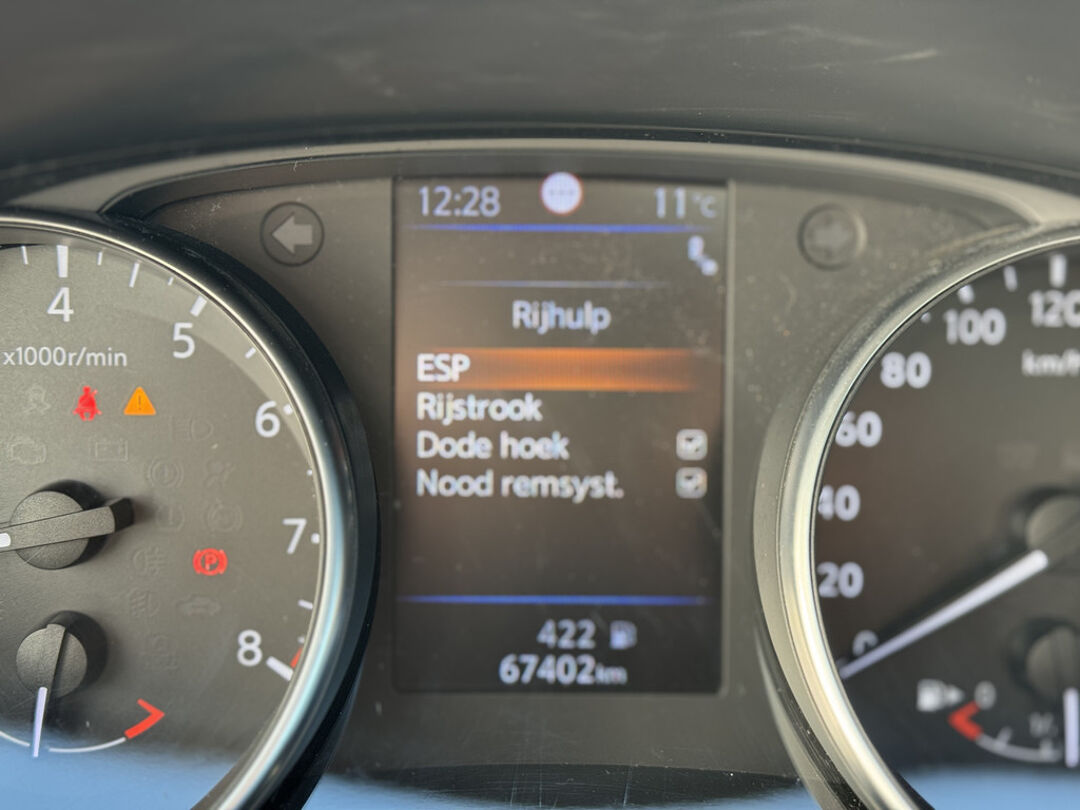 12:28 11°C
Rijhulp
ESP
Rijstrook
Dode hoek
Nood remsyst.
422
67402km
4
5
6
7
8
x1000r/min
P
120
100
80
60
40
20
0
km/h
0